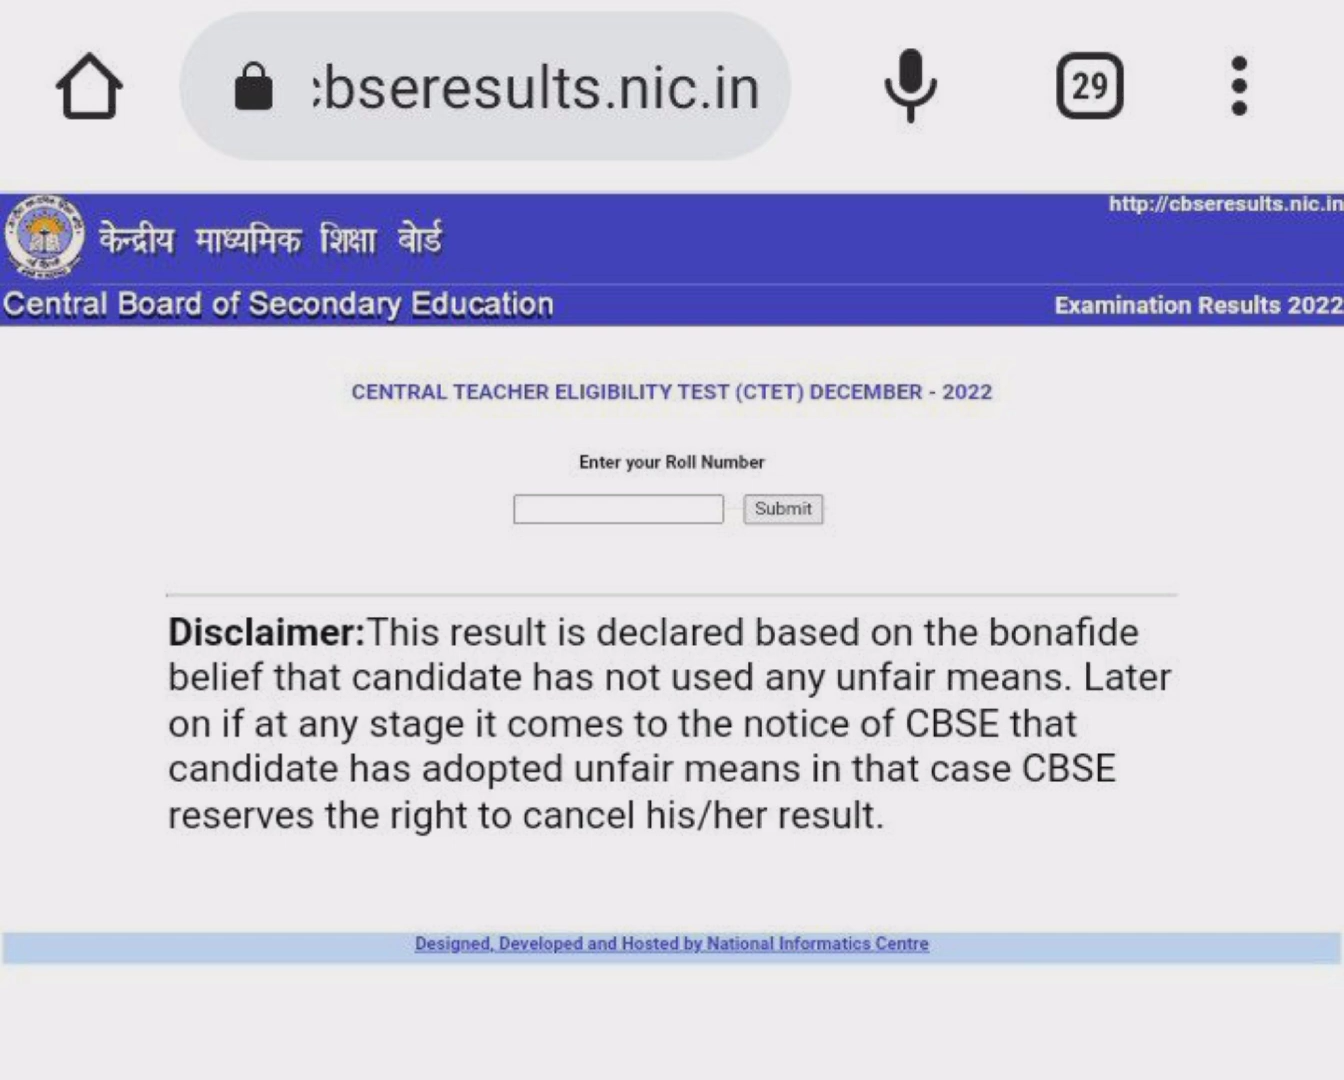 :bseresults.nic.in
29
http://cbseresults.nic.in
केन्द्रीय माध्यमिक शिक्षा बोर्ड
Central Board of Secondary Education
Examination Results 2022
CENTRAL TEACHER ELIGIBILITY TEST (CTET) DECEMBER - 2022
Enter your Roll Number
Submit
Disclaimer:This result is declared based on the bonafide
belief that candidate has not used any unfair means. Later
on if at any stage it comes to the notice of CBSE that
candidate has adopted unfair means in that case CBSE
reserves the right to cancel his/her result.
Designed, Developed and Hosted by National Informatics Centre